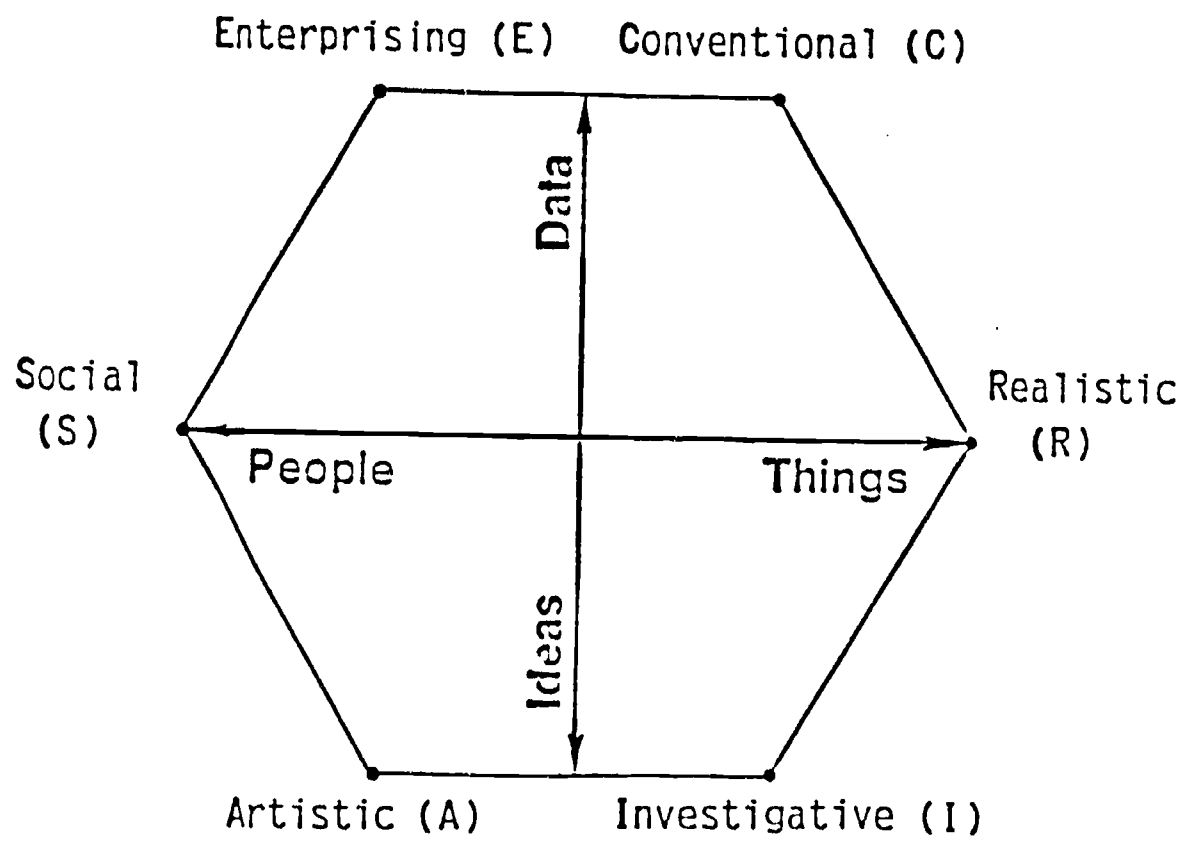 Enterprising (E)
Conventional (C)
Data
Social
(S)
Realistic
(R)
People
Things
Ideas
Artistic (A)
Investigative (I)